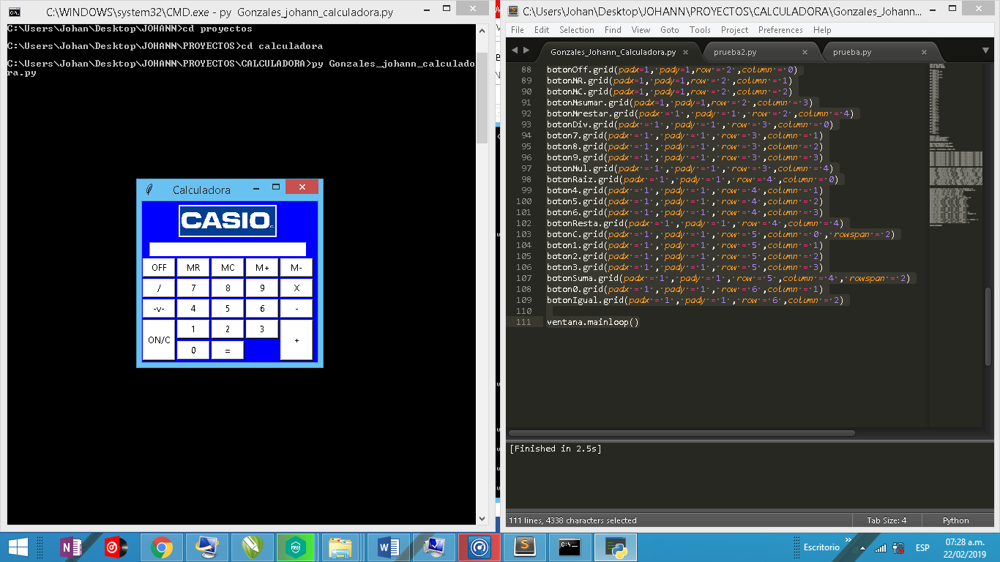 C:\WINDOWS\system32\CMD.exe - py Gonzales_johann_calculadora.py
C:\Users\Johan\Desktop\JOHANN>cd proyectos
C:\Users\Johan\Desktop\JOHANN\PROYECTOS>cd calculadora
C:\Users\Johan\Desktop\JOHANN\PROYECTOS\CALCULADORA>py Gonzales_johann_calculado
ra.py
Calculadora
CASIO
OFF MR MC M+ M-
/ 7 8 9 X
-v- 4 5 6 -
ON/C 1 2 3 +
0 =
C:\Users\Johan\Desktop\JOHANN\PROYECTOS\CALCULADORA\Gonzales_Johann...
File Edit Selection Find View Goto Tools Project Preferences Help
Gonzales_Johann_Calculadora.py × prueba2.py × prueba.py ×
88 botonOff.grid(padx=1, pady=1,row = 2 ,column = 0)
89 botonMR.grid(padx=1, pady=1,row = 2 ,column = 1)
90 botonMC.grid(padx=1, pady=1,row = 2 ,column = 2)
91 botonMsumar.grid(padx=1, pady=1,row = 2 ,column = 3)
92 botonMrestar.grid(padx = 1 , pady = 1 , row = 2 ,column = 4)
93 botonDiv.grid(padx = 1 , pady = 1 , row = 3 ,column = 0)
94 boton7.grid(padx = 1 , pady = 1 , row = 3 ,column = 1)
95 boton8.grid(padx = 1 , pady = 1 , row = 3 ,column = 2)
96 boton9.grid(padx = 1 , pady = 1 , row = 3 ,column = 3)
97 botonMul.grid(padx = 1 , pady = 1 , row = 3 ,column = 4)
98 botonRaiz.grid(padx = 1 , pady = 1 , row = 4 ,column = 0)
99 boton4.grid(padx = 1 , pady = 1 , row = 4 ,column = 1)
100 boton5.grid(padx = 1 , pady = 1 , row = 4 ,column = 2)
101 boton6.grid(padx = 1 , pady = 1 , row = 4 ,column = 3)
102 botonResta.grid(padx = 1 , pady = 1 , row = 4 ,column = 4)
103 botonC.grid(padx = 1 , pady = 1 , row = 5 ,column = 0 , rowspan = 2)
104 boton1.grid(padx = 1 , pady = 1 , row = 5 ,column = 1)
105 boton2.grid(padx = 1 , pady = 1 , row = 5 ,column = 2)
106 boton3.grid(padx = 1 , pady = 1 , row = 5 ,column = 3)
107 botonSuma.grid(padx = 1 , pady = 1 , row = 5 ,column = 4 , rowspan = 2)
108 boton0.grid(padx = 1 , pady = 1 , row = 6 ,column = 1)
109 botonIgual.grid(padx = 1 , pady = 1 , row = 6 ,column = 2)
110
111 ventana.mainloop()
[Finished in 2.5s]
111 lines, 4338 characters selected Tab Size: 4 Python
FREE
Escritorio » ESP 07:28 a.m.
22/02/2019